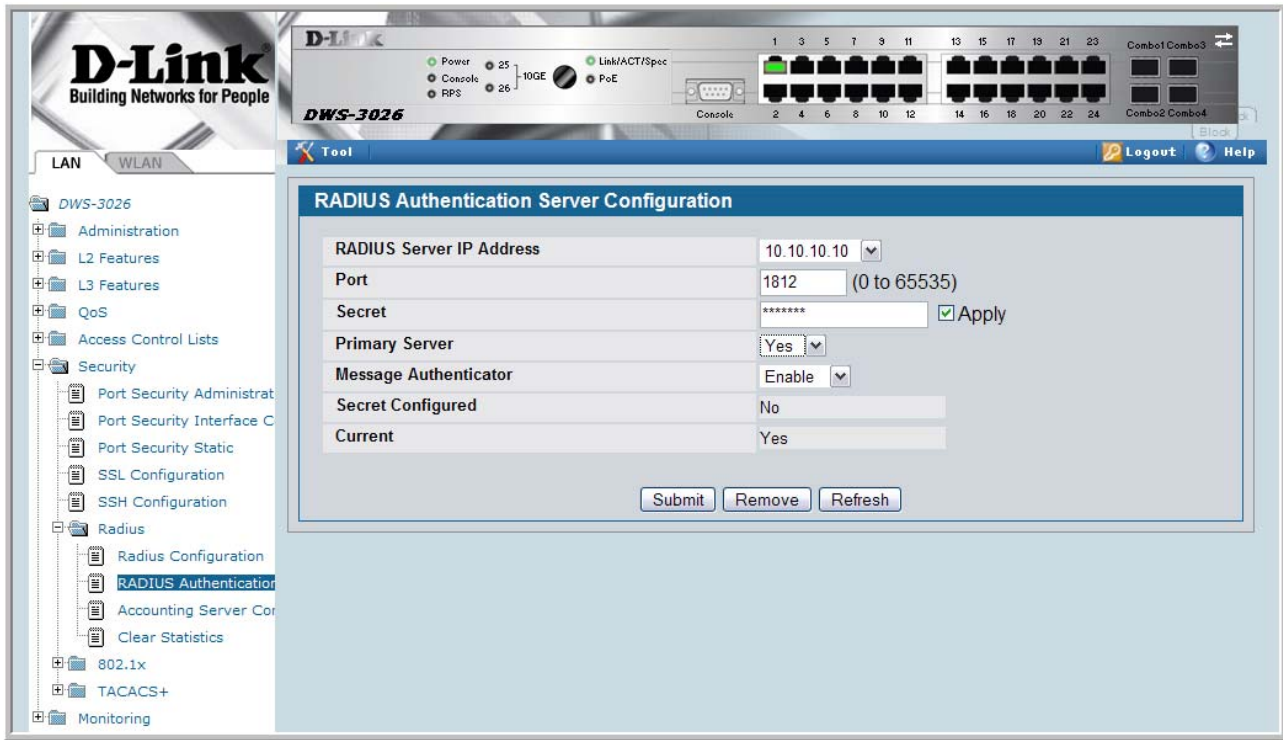 D-Link
Building Networks for People
D-Link
Power
Console
RPS
25
26
10GE
Link/ACT/Spec
PoE
DWS-3026
Console
1 3 5 7 9 11 13 15 17 19 21 23
2 4 6 8 10 12 14 16 18 20 22 24
Combo1 Combo3
Combo2 Combo4
Block
Tool
Logout
Help
LAN
WLAN
DWS-3026
Administration
L2 Features
L3 Features
QoS
Access Control Lists
Security
Port Security Administrat
Port Security Interface C
Port Security Static
SSL Configuration
SSH Configuration
Radius
Radius Configuration
RADIUS Authentication
Accounting Server Con
Clear Statistics
802.1x
TACACS+
Monitoring
RADIUS Authentication Server Configuration
RADIUS Server IP Address 10.10.10.10
Port 1812 (0 to 65535)
Secret ******* Apply
Primary Server Yes
Message Authenticator Enable
Secret Configured No
Current Yes
Submit Remove Refresh